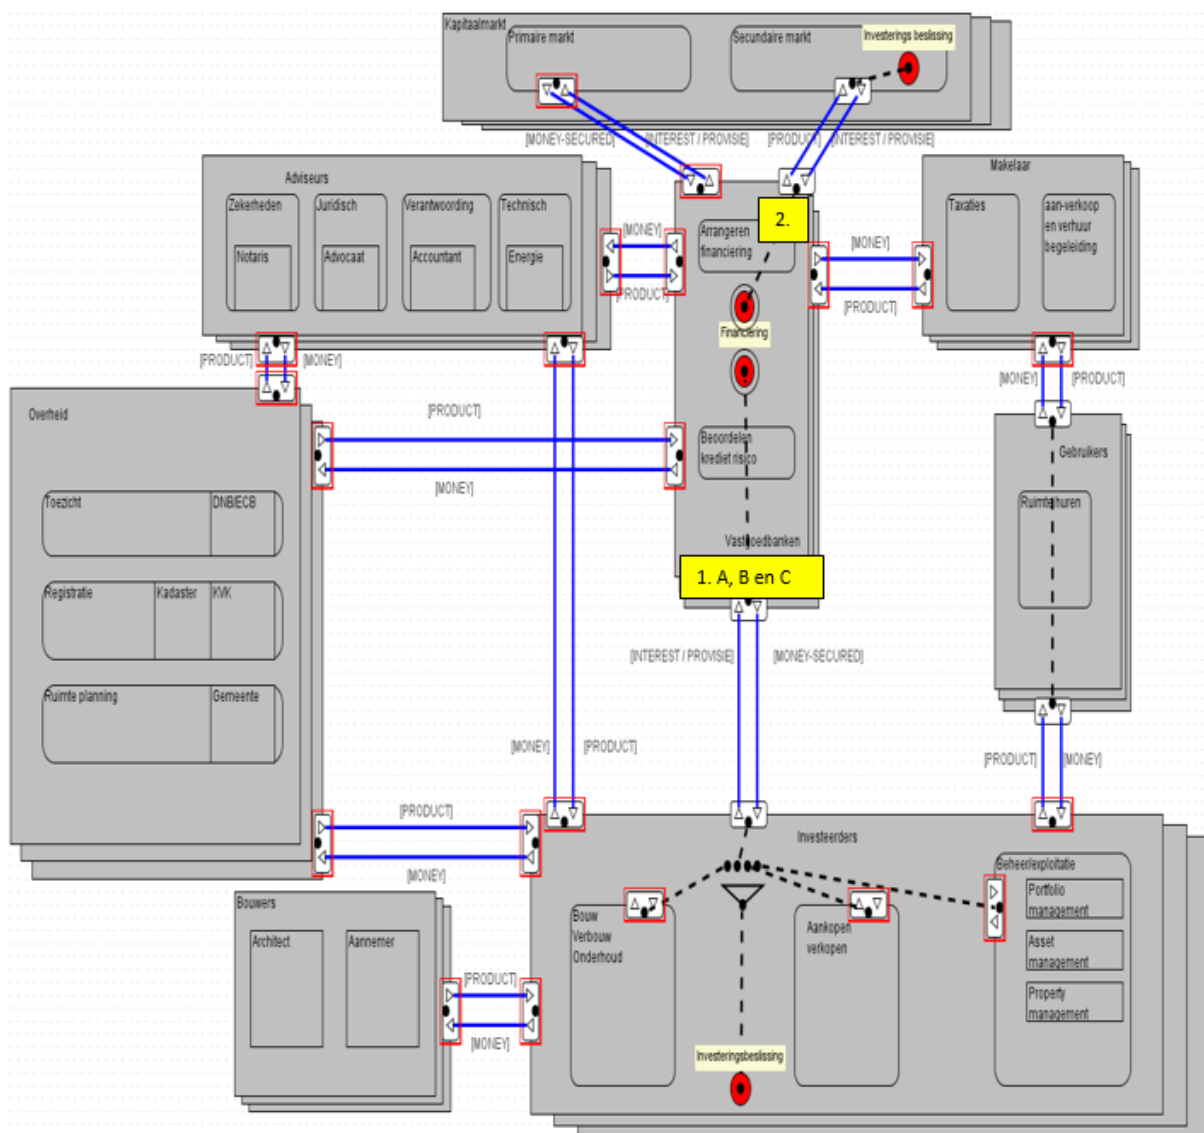 Kapitaalmarkt
Primaire markt
Secundaire markt
Investerings beslissing
[MONEY-SECURED]
[INTEREST / PROVISIE]
[PRODUCT]
[INTEREST / PROVISIE]
Adviseurs
Zekerheden
Juridisch
Verantwoording
Technisch
Notaris
Advocaat
Accountant
Energie
[MONEY]
[PRODUCT]
2.
Arrangeren
financiering
Financiering
Beoordelen
krediet risico
Vastgoedbanken
1. A, B en C
[MONEY]
[PRODUCT]
Makelaar
Taxaties
aan-verkoop
en verhuur
begeleiding
[MONEY]
[PRODUCT]
Gebruikers
Ruimte huren
[PRODUCT]
[MONEY]
[PRODUCT]
[MONEY]
Overheid
Toezicht
DNB/ECB
Registratie
Kadaster
KVK
Ruimte planning
Gemeente
[PRODUCT]
[MONEY]
[INTEREST / PROVISIE]
[MONEY-SECURED]
[MONEY]
[PRODUCT]
[PRODUCT]
[MONEY]
Bouwers
Architect
Aannemer
[PRODUCT]
[MONEY]
Investeerders
Bouw
Verbouw
Onderhoud
Aankopen
verkopen
Beheer/exploitatie
Portfolio
management
Asset
management
Property
management
Investeringsbeslissing